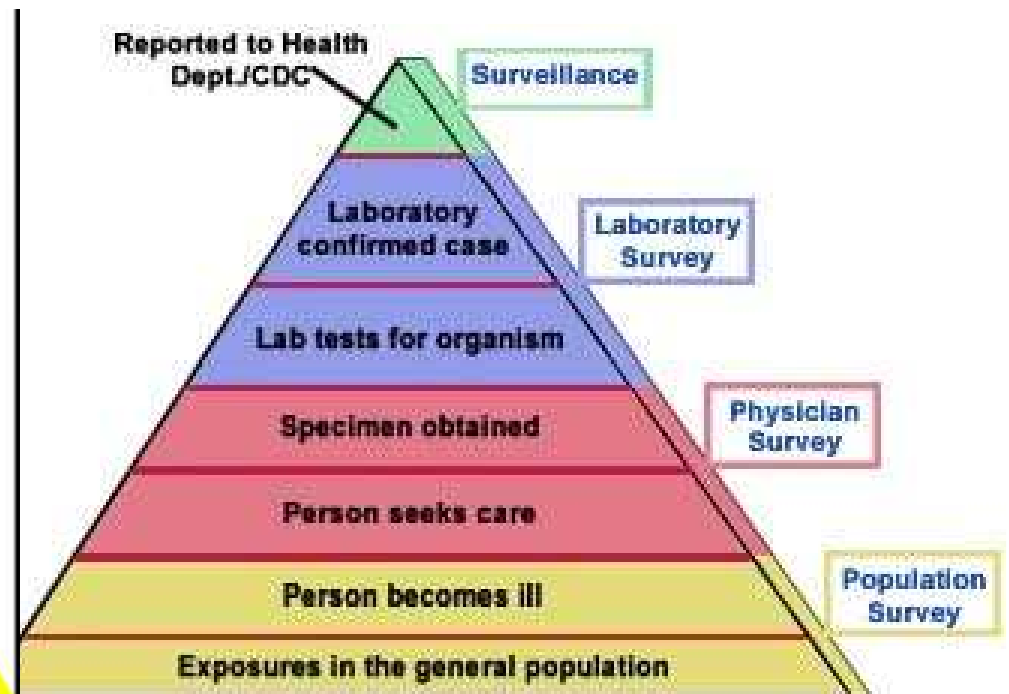 Reported to Health
Dept./CDC
Surveillance
Laboratory
confirmed case
Laboratory
Survey
Lab tests for organism
Specimen obtained
Physician
Survey
Person seeks care
Person becomes ill
Population
Survey
Exposures in the general population